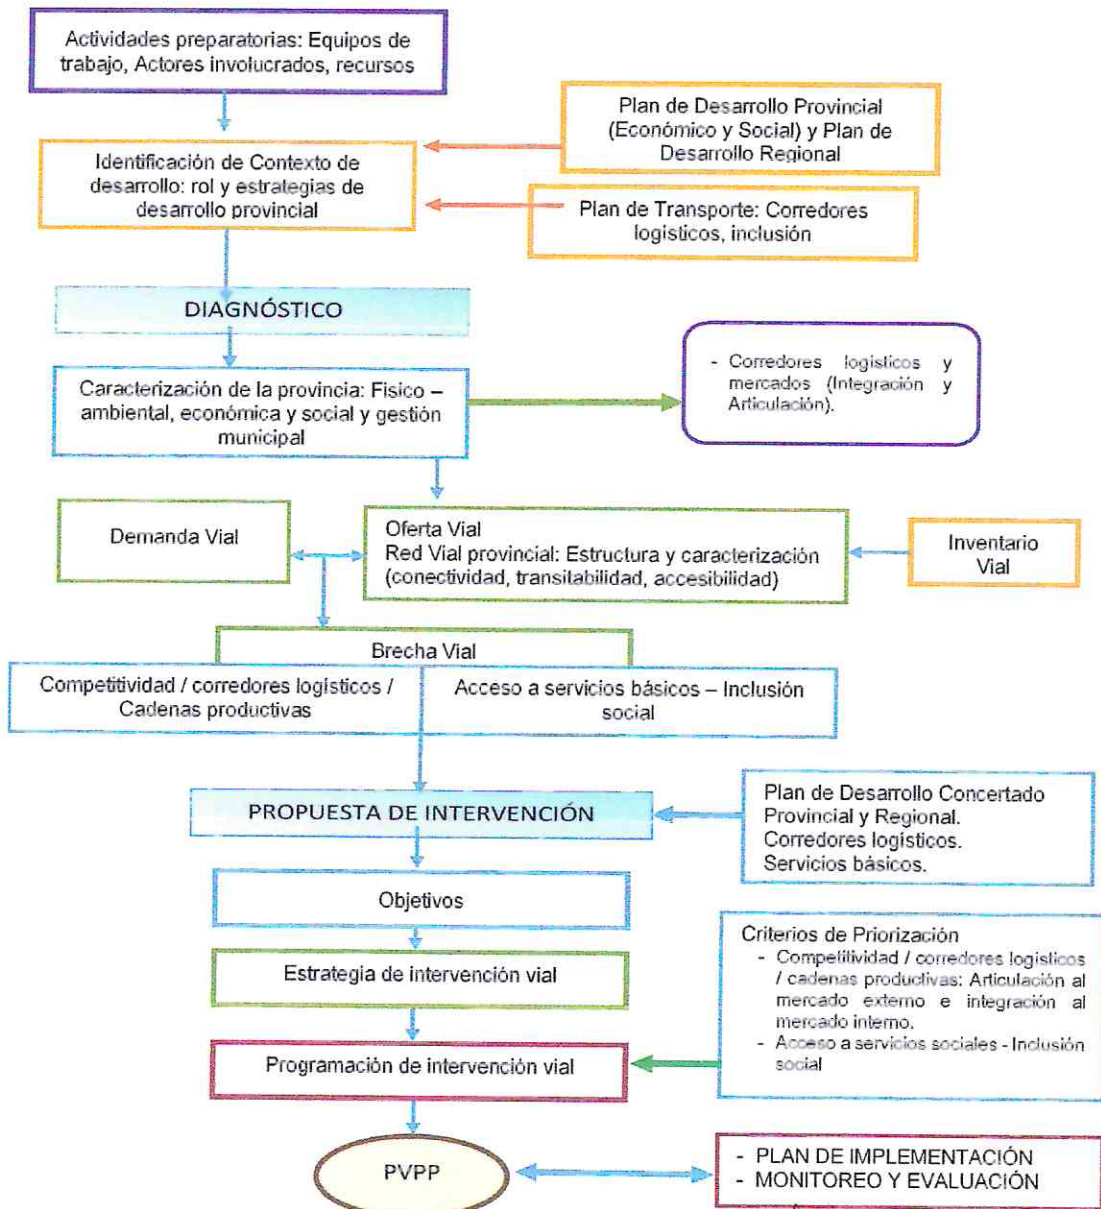 Actividades preparatorias: Equipos de
trabajo, Actores involucrados, recursos
Plan de Desarrollo Provincial
(Económico y Social) y Plan de
Desarrollo Regional
Identificación de Contexto de
desarrollo: rol y estrategias de
desarrollo provincial
Plan de Transporte: Corredores
logísticos, inclusión
DIAGNÓSTICO
- Corredores logísticos y
mercados (Integración y
Articulación).
Caracterización de la provincia: Físico –
ambiental, económica y social y gestión
municipal
Demanda Vial
Oferta Vial
Red Vial provincial: Estructura y caracterización
(conectividad, transitabilidad, accesibilidad)
Inventario
Vial
Brecha Vial
Competitividad / corredores logísticos /
Cadenas productivas
Acceso a servicios básicos – Inclusión
social
PROPUESTA DE INTERVENCIÓN
Plan de Desarrollo Concertado
Provincial y Regional.
Corredores logísticos.
Servicios básicos.
Objetivos
Estrategia de intervención vial
Criterios de Priorización
- Competitividad / corredores logísticos
/ cadenas productivas: Articulación al
mercado externo e integración al
mercado interno.
- Acceso a servicios sociales - Inclusión
social
Programación de intervención vial
PVPP
- PLAN DE IMPLEMENTACIÓN
- MONITOREO Y EVALUACIÓN